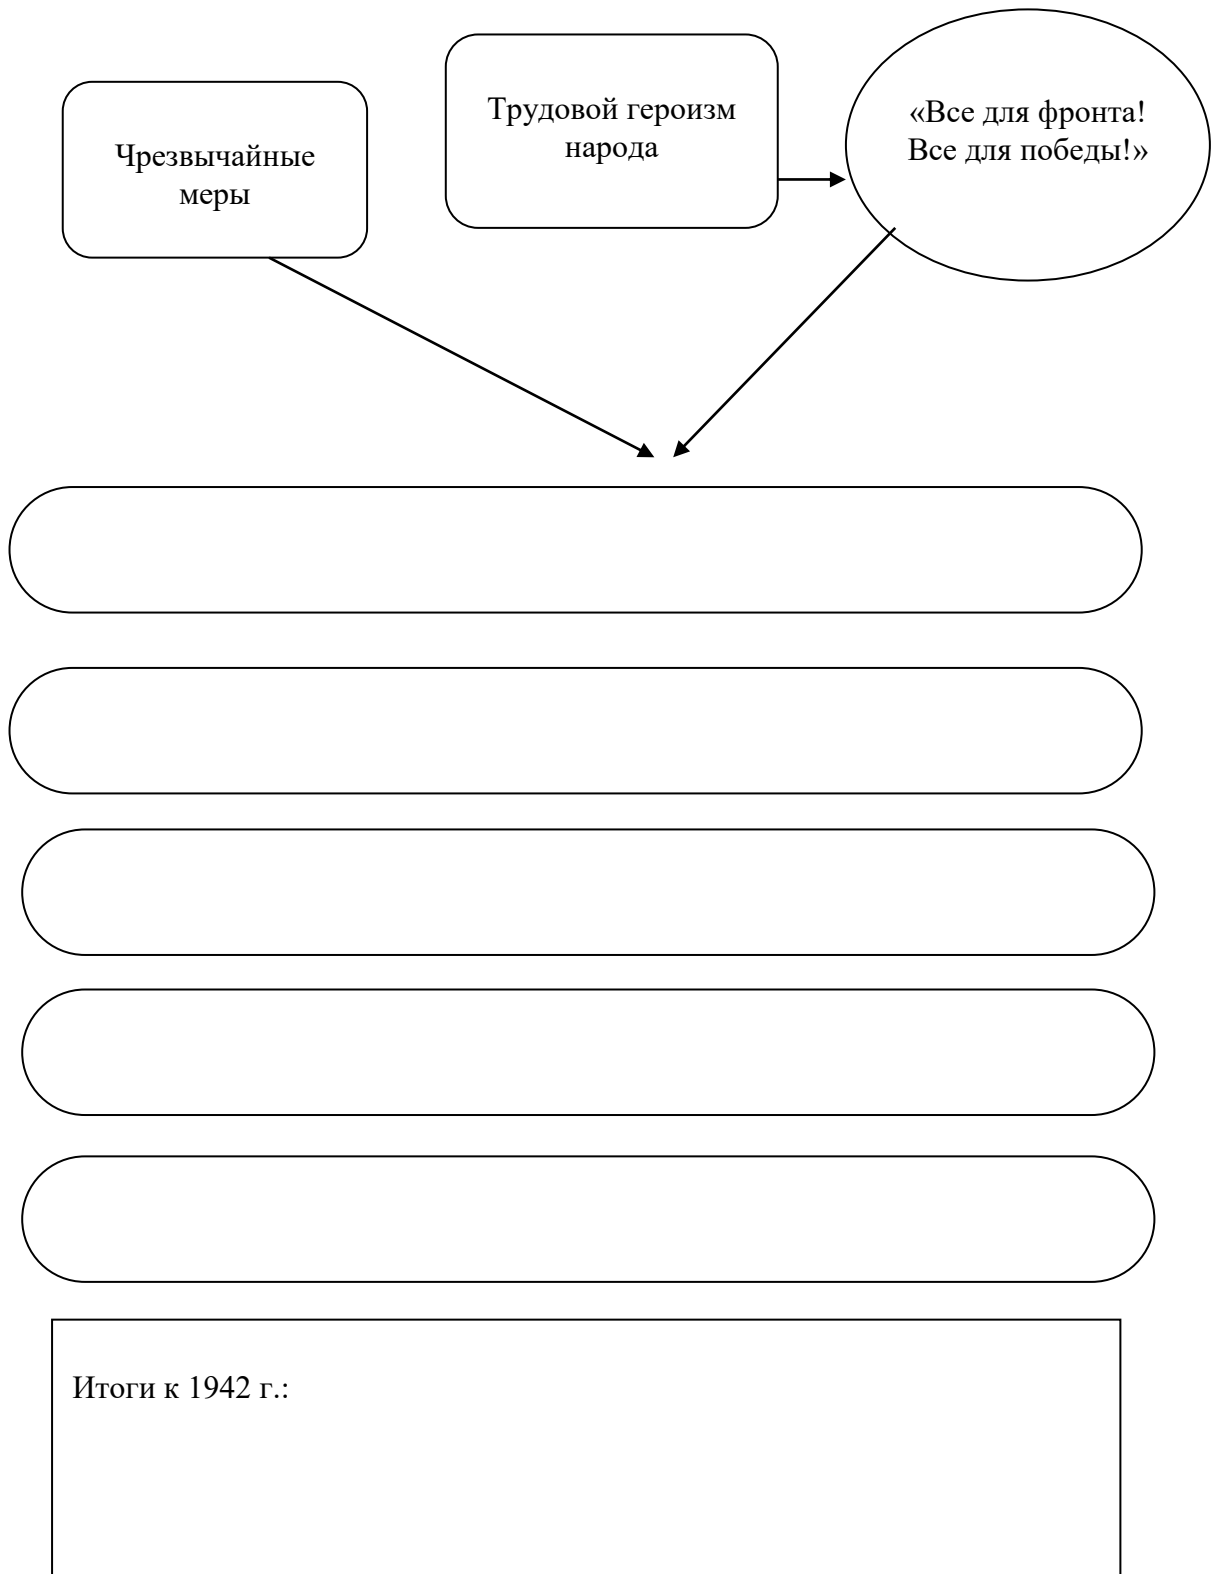 Чрезвычайные
меры
Трудовой героизм
народа
«Все для фронта!
Все для победы!»
Итоги к 1942 г.: